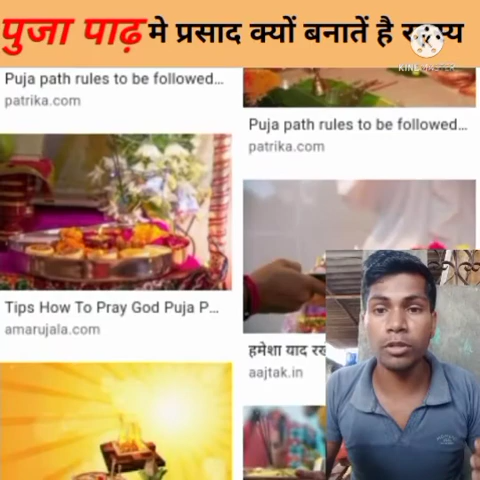 पुजा पाढ़ मे प्रसाद क्यों बनातें है
KINEMASTER
Puja path rules to be followed...
patrika.com
Puja path rules to be followed...
patrika.com
Tips How To Pray God Puja P...
amarujala.com
हमेशा याद रख
aajtak.in